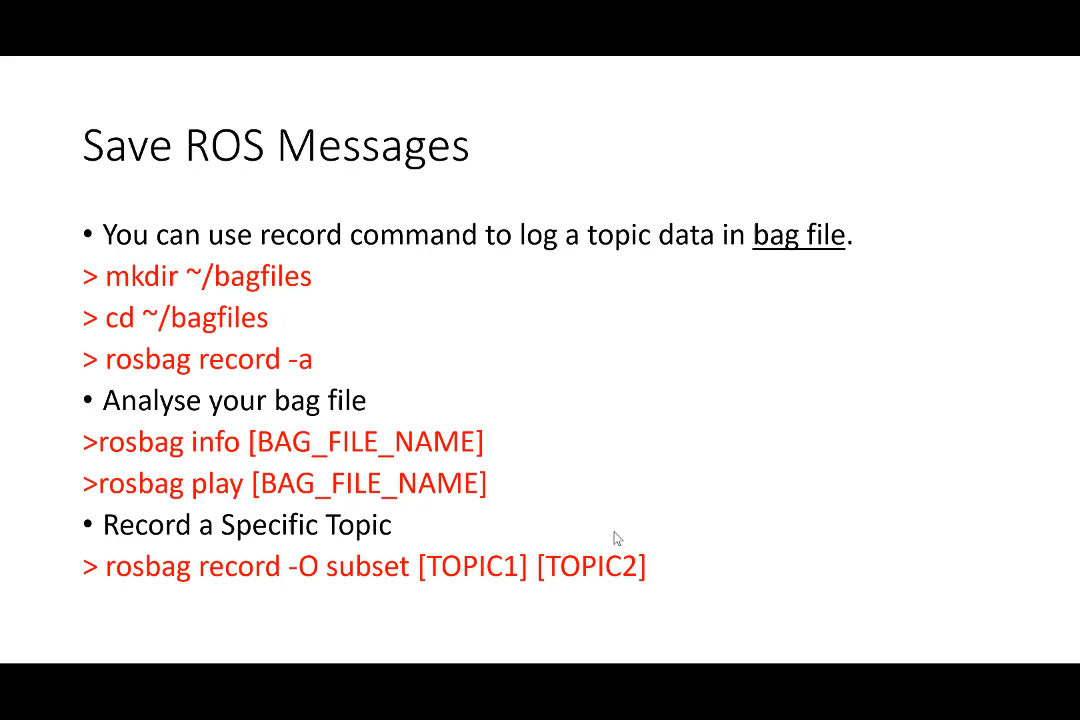 Save ROS Messages
• You can use record command to log a topic data in bag file.
> mkdir ~/bagfiles
> cd ~/bagfiles
> rosbag record -a
• Analyse your bag file
>rosbag info [BAG_FILE_NAME]
>rosbag play [BAG_FILE_NAME]
• Record a Specific Topic
> rosbag record -O subset [TOPIC1] [TOPIC2]